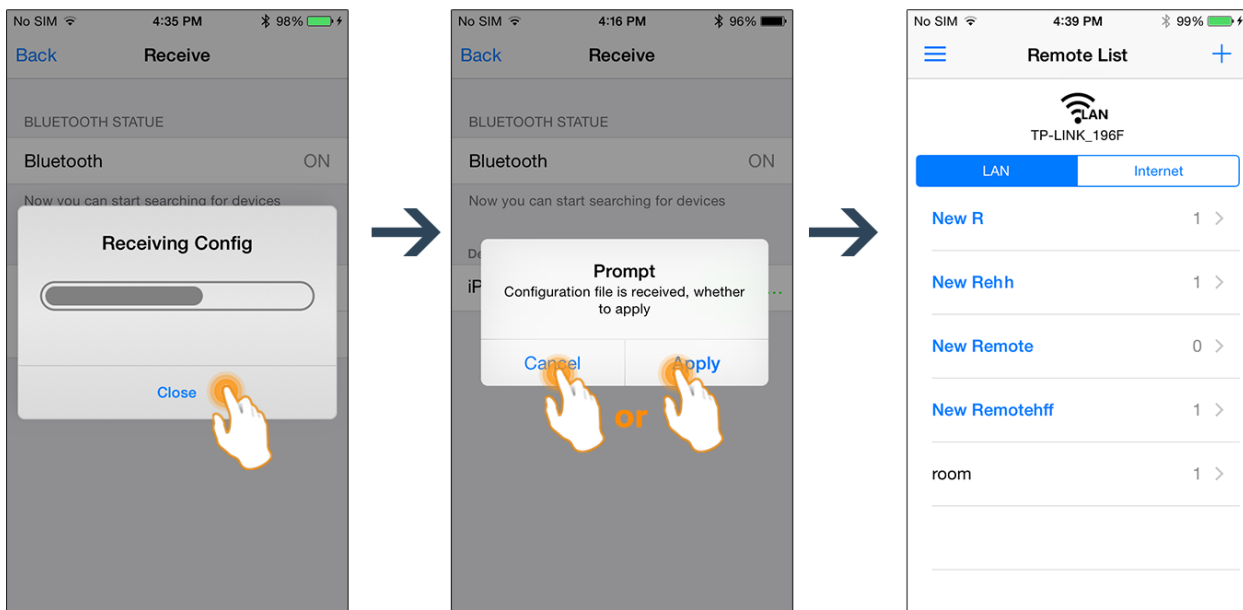 No SIM 4:35 PM 98%
Back Receive
BLUETOOTH STATUE
Bluetooth ON
Now you can start searching for devices
Receiving Config
Close
No SIM 4:16 PM 96%
Back Receive
BLUETOOTH STATUE
Bluetooth ON
Now you can start searching for devices
De
iP
Prompt
Configuration file is received, whether
to apply
Cancel Apply
or
No SIM 4:39 PM 99%
Remote List
LAN
TP-LINK_196F
LAN Internet
New R 1
New Rehh 1
New Remote 0
New Remotehff 1
room 1